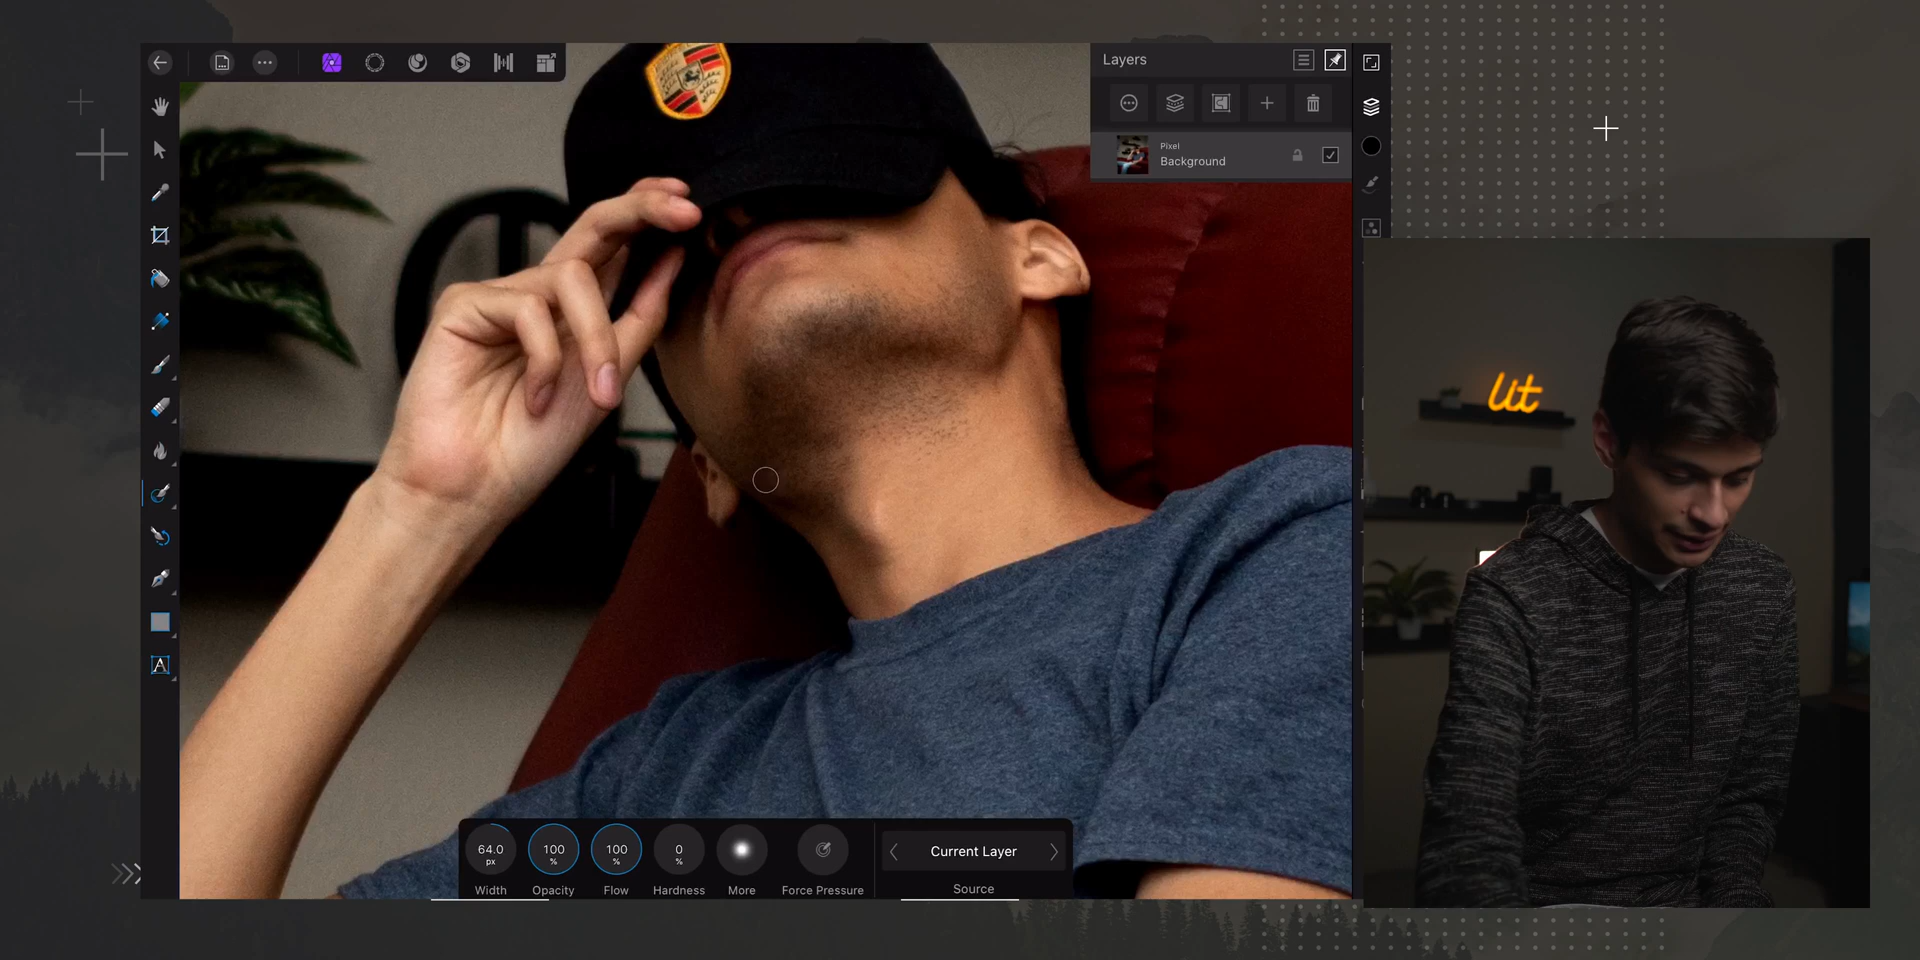 Layers
Pixel
Background
lit
A
64.0
px
100
%
100
%
0
%
Width
Opacity
Flow
Hardness
More
Force Pressure
Current Layer
Source